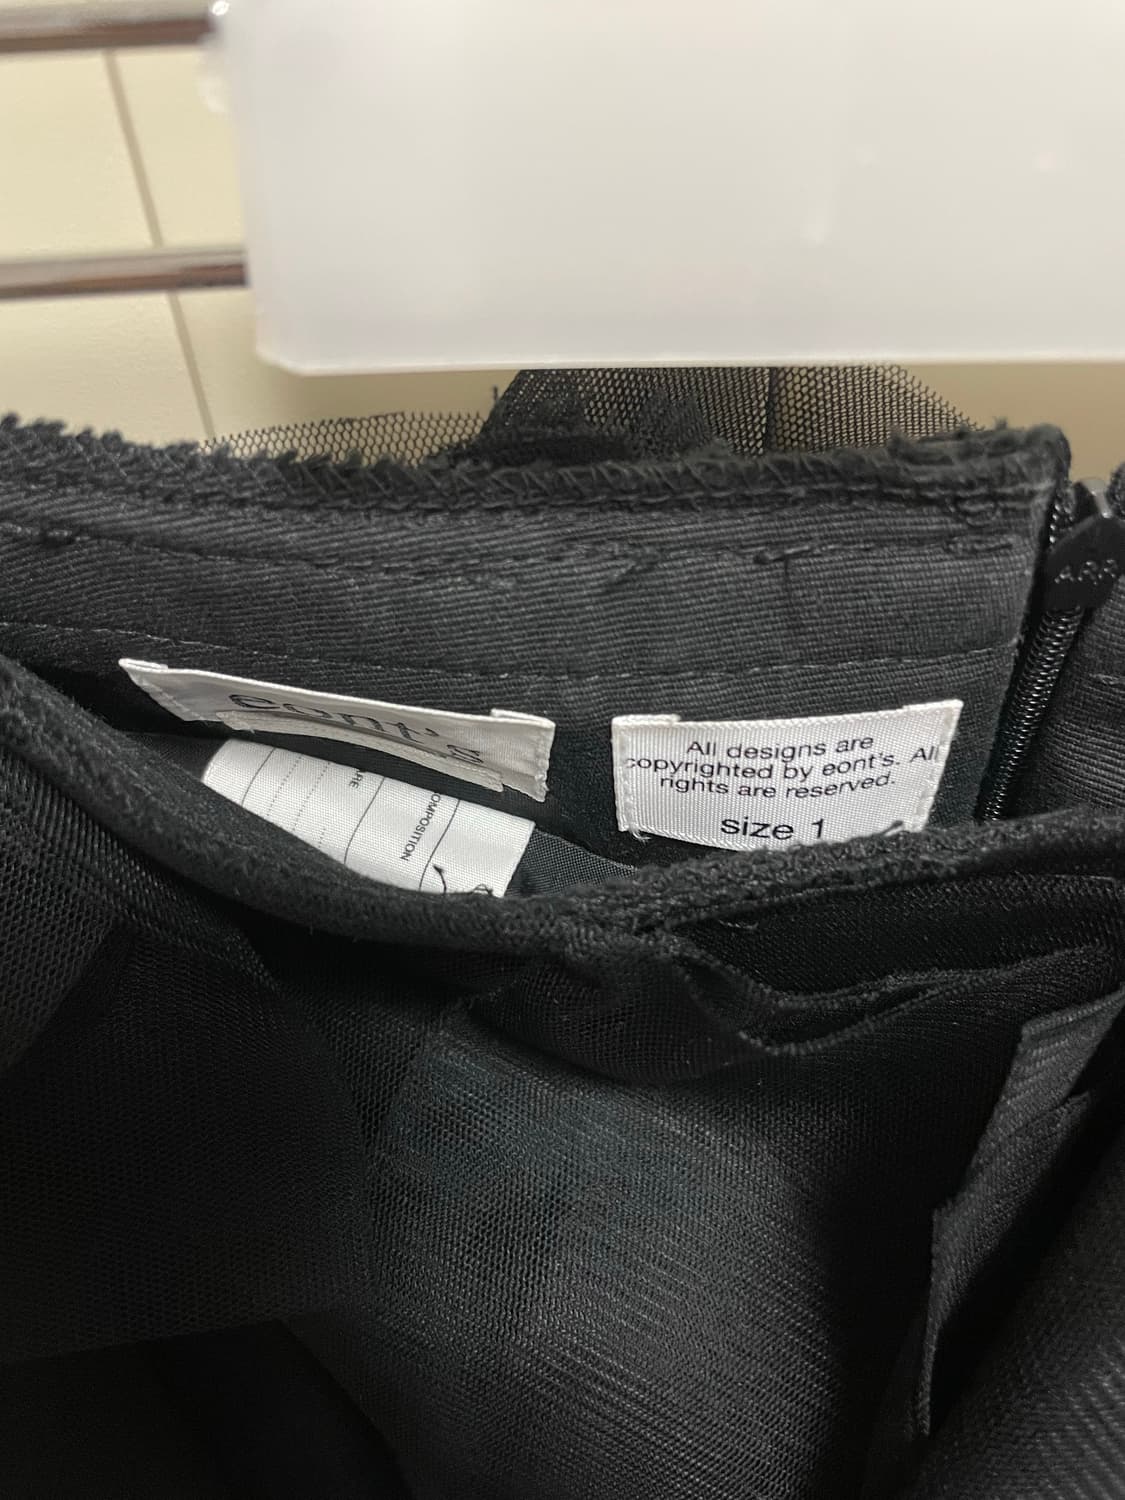 eont.
All designs are
copyrighted by eont's. All
rights are reserved.
size 1
COMPOSITION